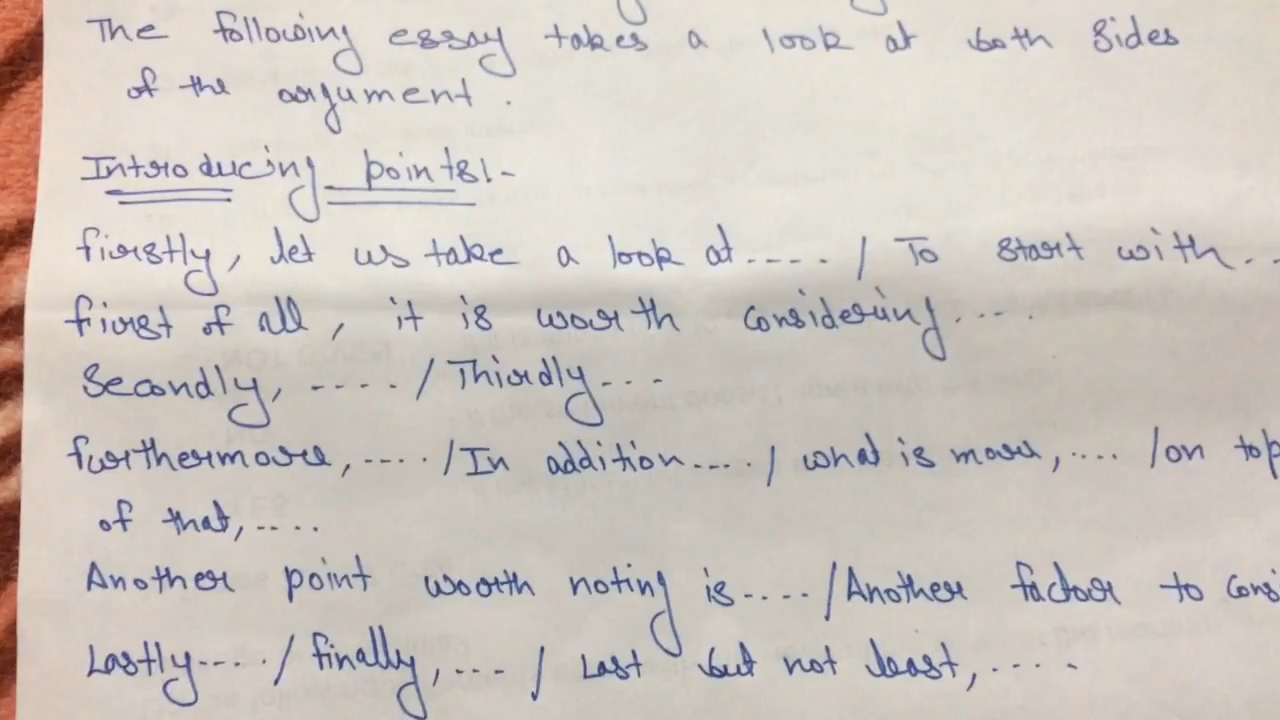 The following essay takes a look at both sides
of the argument.
Introducing points:-
firstly, let us take a look at..... / To start with..
first of all, it is worth considering.....
Secondly, ..... / Thirdly...
furthermore, ..... / In addition..... / what is more, .... / on top
of that, .....
Another point worth noting is..... / Another factor to consi
Lastly..... / finally, .... / Last but not least, .....